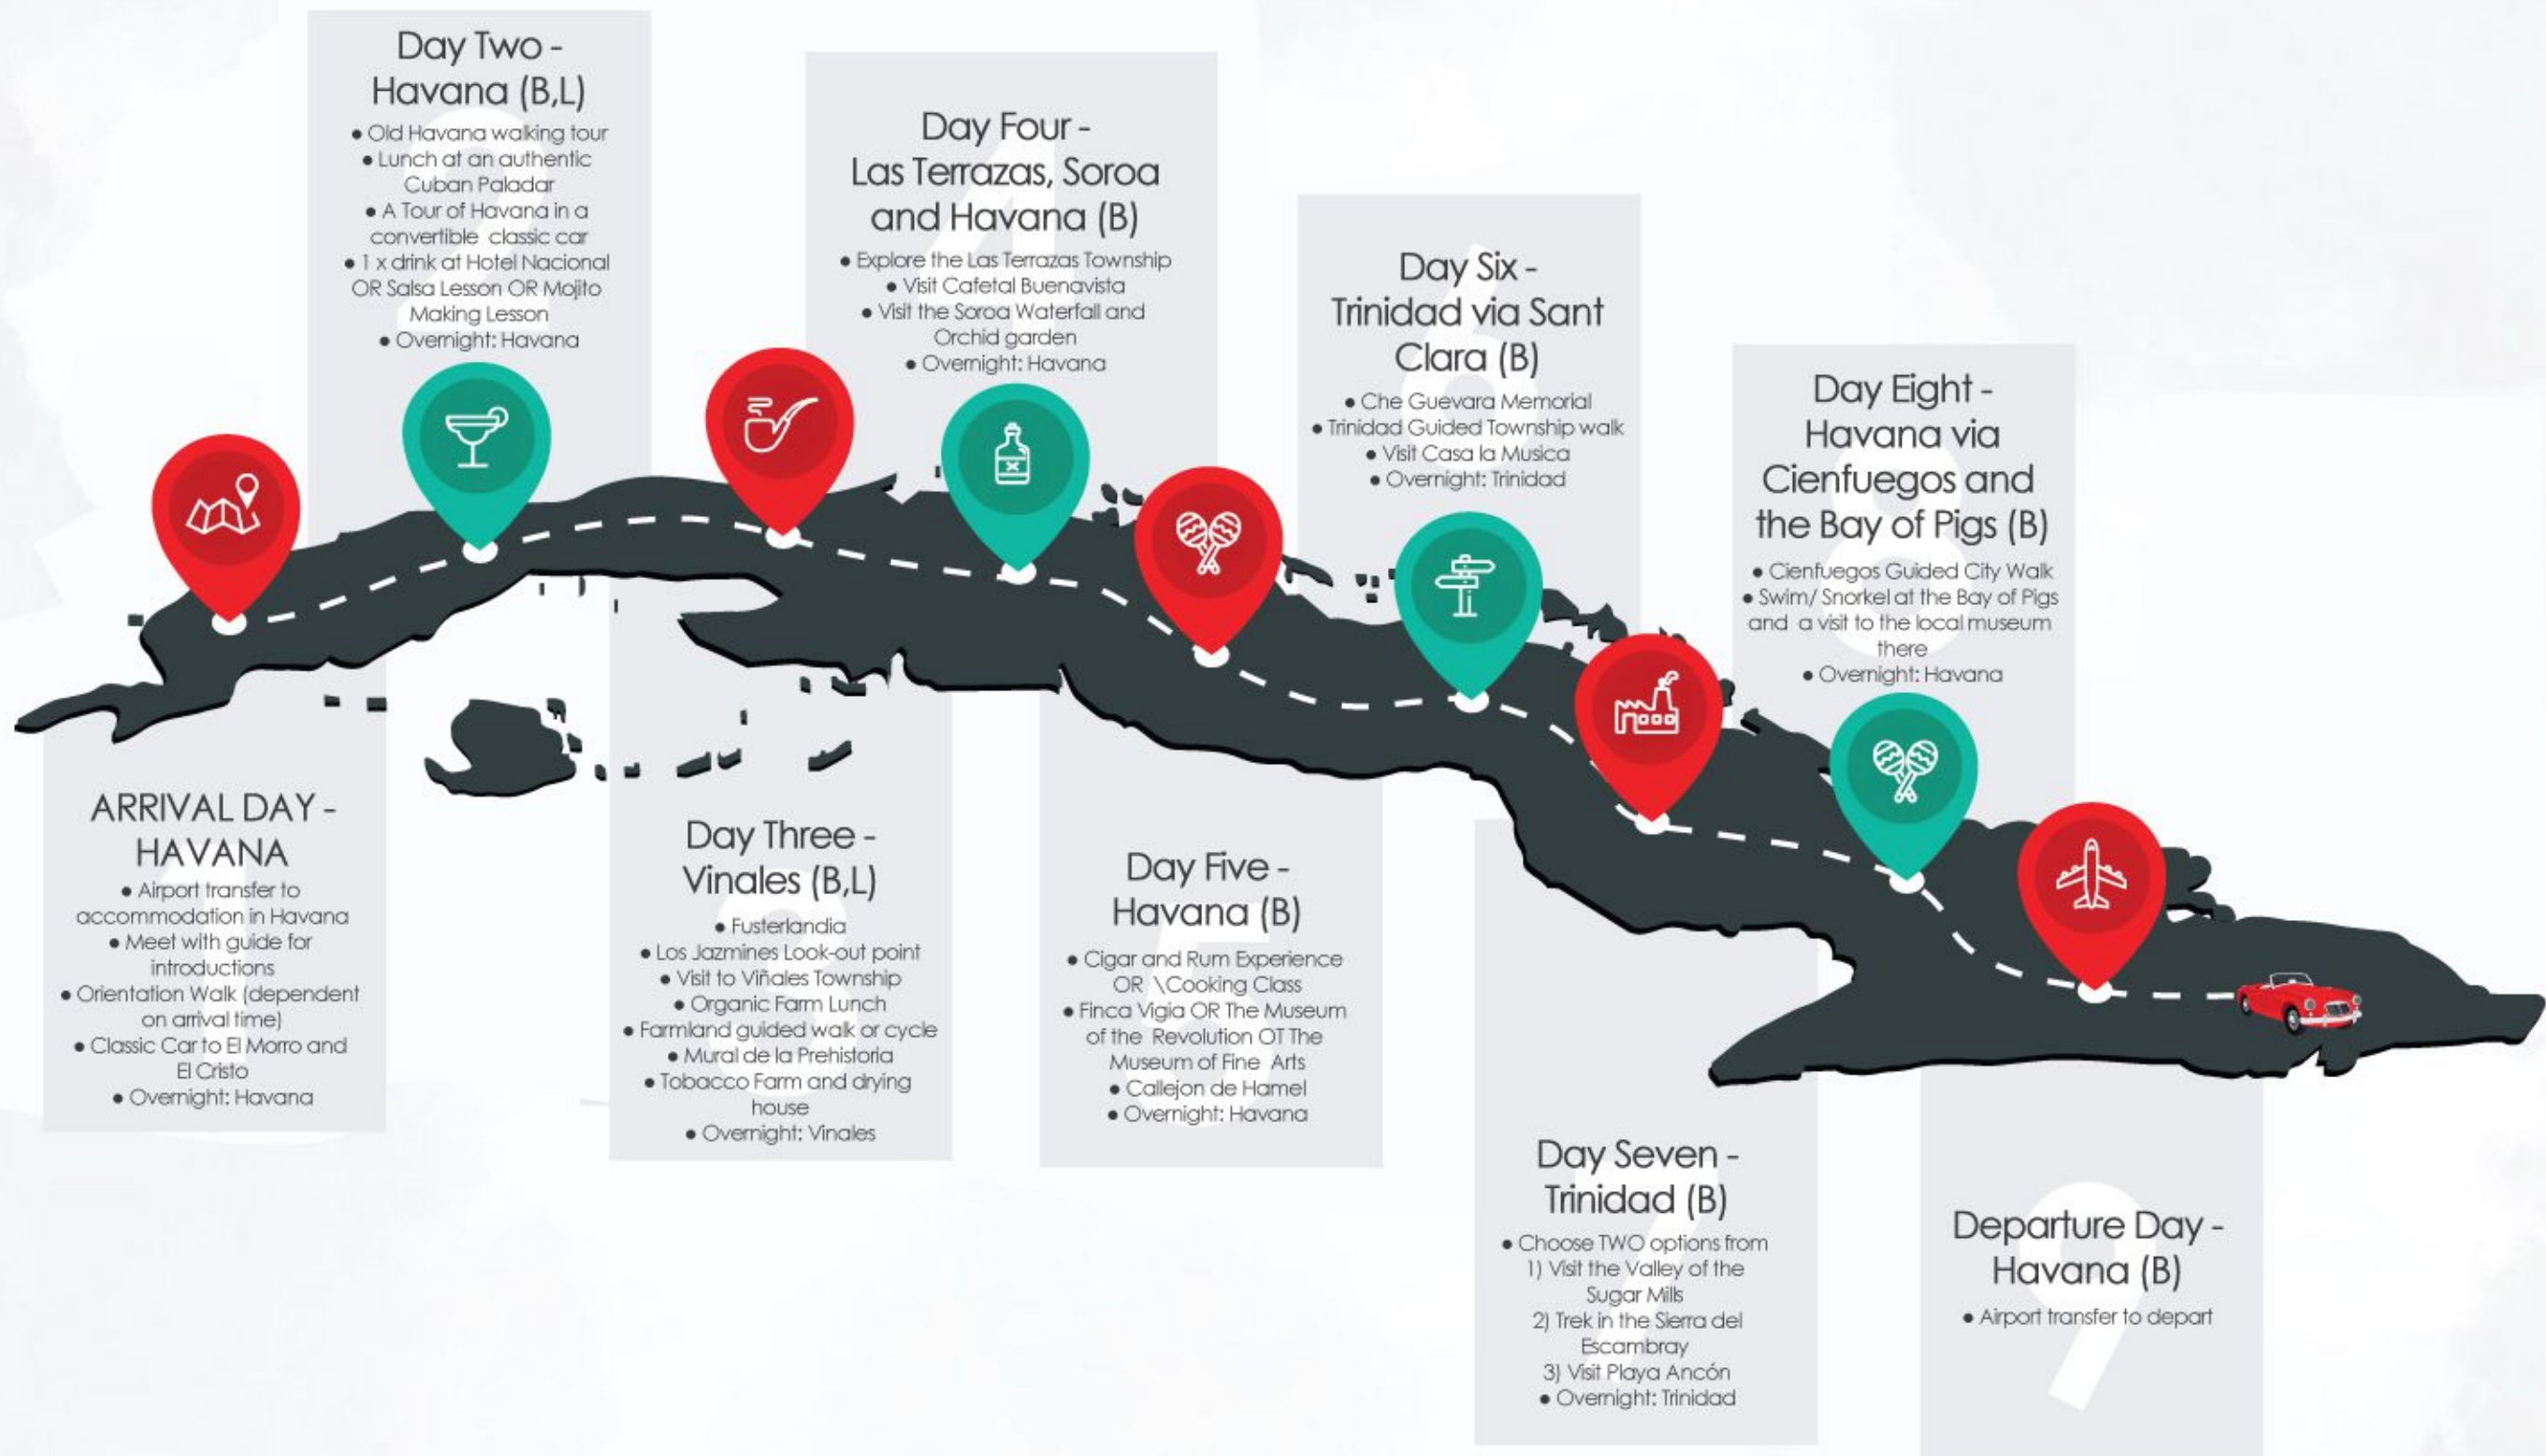 ARRIVAL DAY -
HAVANA
● Airport transfer to
accommodation in Havana
● Meet with guide for
introductions
● Orientation Walk (dependent
on arrival time)
● Classic Car to El Morro and
El Cristo
● Overnight: Havana
1
Day Two -
Havana (B,L)
● Old Havana walking tour
● Lunch at an authentic
Cuban Paladar
● A Tour of Havana in a
convertible classic car
● 1 x drink at Hotel Nacional
OR Salsa Lesson OR Mojito
Making Lesson
● Overnight: Havana
2
Day Three -
Vinales (B,L)
● Fusterlandia
● Los Jazmines Look-out point
● Visit to Viñales Township
● Organic Farm Lunch
● Farmland guided walk or cycle
● Mural de la Prehistoria
● Tobacco Farm and drying
house
● Overnight: Vinales
3
Day Four -
Las Terrazas, Soroa
and Havana (B)
● Explore the Las Terrazas Township
● Visit Cafetal Buenavista
● Visit the Soroa Waterfall and
Orchid garden
● Overnight: Havana
4
Day Five -
Havana (B)
● Cigar and Rum Experience
OR \Cooking Class
● Finca Vigia OR The Museum
of the Revolution OT The
Museum of Fine Arts
● Callejon de Hamel
● Overnight: Havana
5
Day Six -
Trinidad via Sant
Clara (B)
● Che Guevara Memorial
● Trinidad Guided Township walk
● Visit Casa la Musica
● Overnight: Trinidad
6
Day Seven -
Trinidad (B)
● Choose TWO options from
1) Visit the Valley of the
Sugar Mills
2) Trek in the Sierra del
Escambray
3) Visit Playa Ancón
● Overnight: Trinidad
7
Day Eight -
Havana via
Cienfuegos and
the Bay of Pigs (B)
● Cienfuegos Guided City Walk
● Swim/ Snorkel at the Bay of Pigs
and a visit to the local museum
there
● Overnight: Havana
8
Departure Day -
Havana (B)
● Airport transfer to depart
9